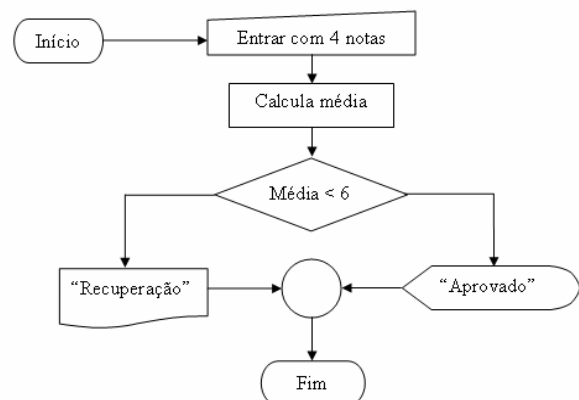 Início
Entrar com 4 notas
Calcula média
Média < 6
“Recuperação”
“Aprovado”
Fim